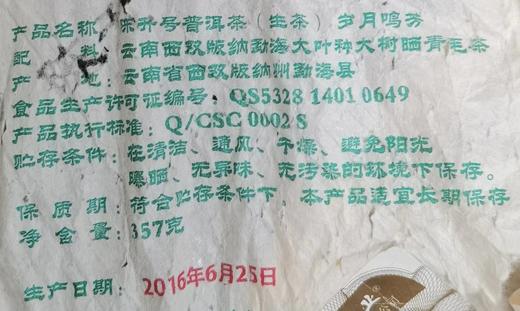 产品名称：陈升号普洱茶（生茶）岁月鸣芳
配 料：云南西双版纳勐海大叶种大树晒青毛茶
产 地：云南省西双版纳州勐海县
食品生产许可证编号：QS5328 1401 0649
产品执行标准：Q/CSC 0002 S
贮存条件：在清洁、通风、干燥、避免阳光
曝晒、无异味、无污染的环境下保存。
保 质 期：符合贮存条件下，本产品适宜长期保存
净 含 量：357克
生产日期：2016年6月25日